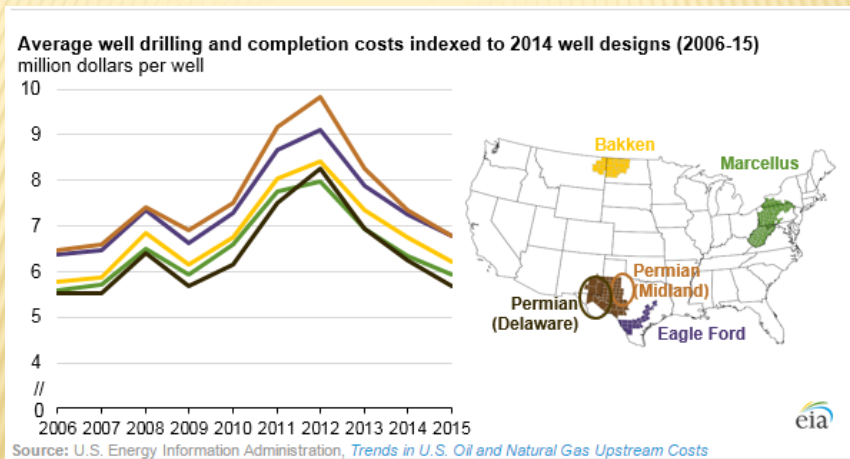 Average well drilling and completion costs indexed to 2014 well designs (2006-15)
million dollars per well
10
9
8
7
6
5
4
//
0
2006 2007 2008 2009 2010 2011 2012 2013 2014 2015
Bakken
Marcellus
Permian
(Midland)
Permian
(Delaware)
Eagle Ford
eia
Source: U.S. Energy Information Administration, Trends in U.S. Oil and Natural Gas Upstream Costs